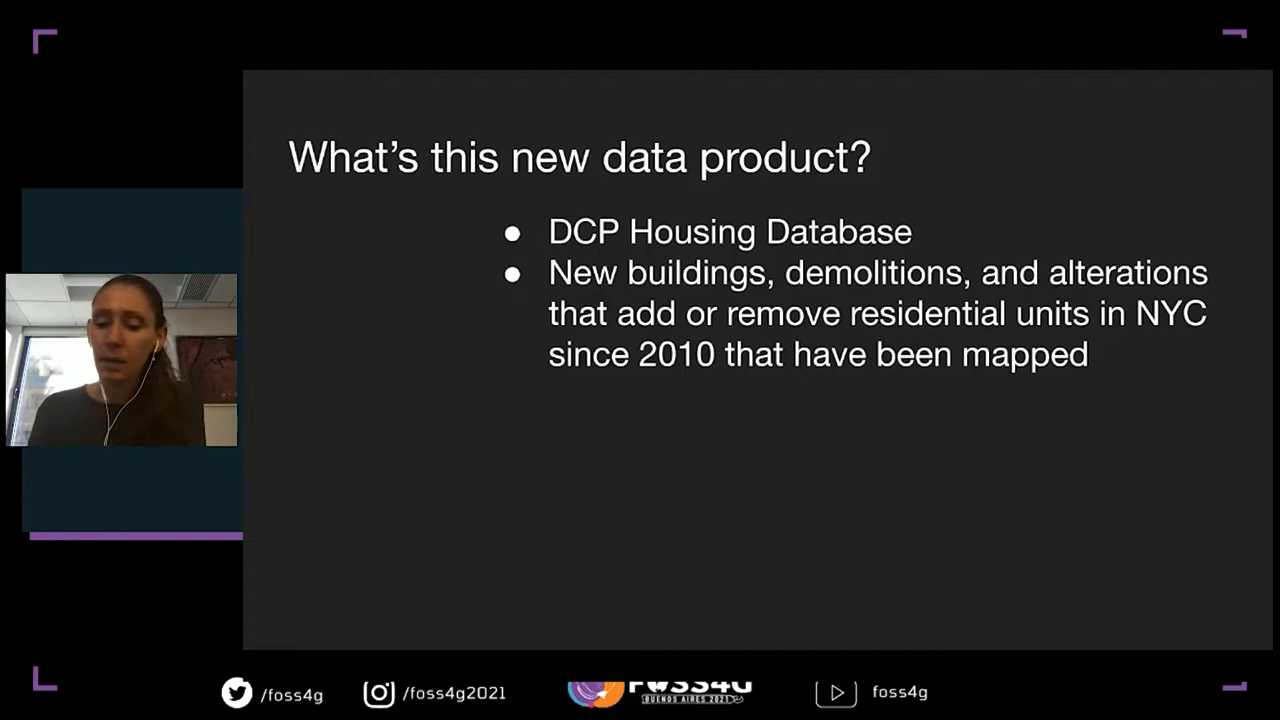 What's this new data product?
● DCP Housing Database
● New buildings, demolitions, and alterations
that add or remove residential units in NYC
since 2010 that have been mapped
/foss4g
/foss4g2021
FOSS4G
BUENOS AIRES 2021
foss4g